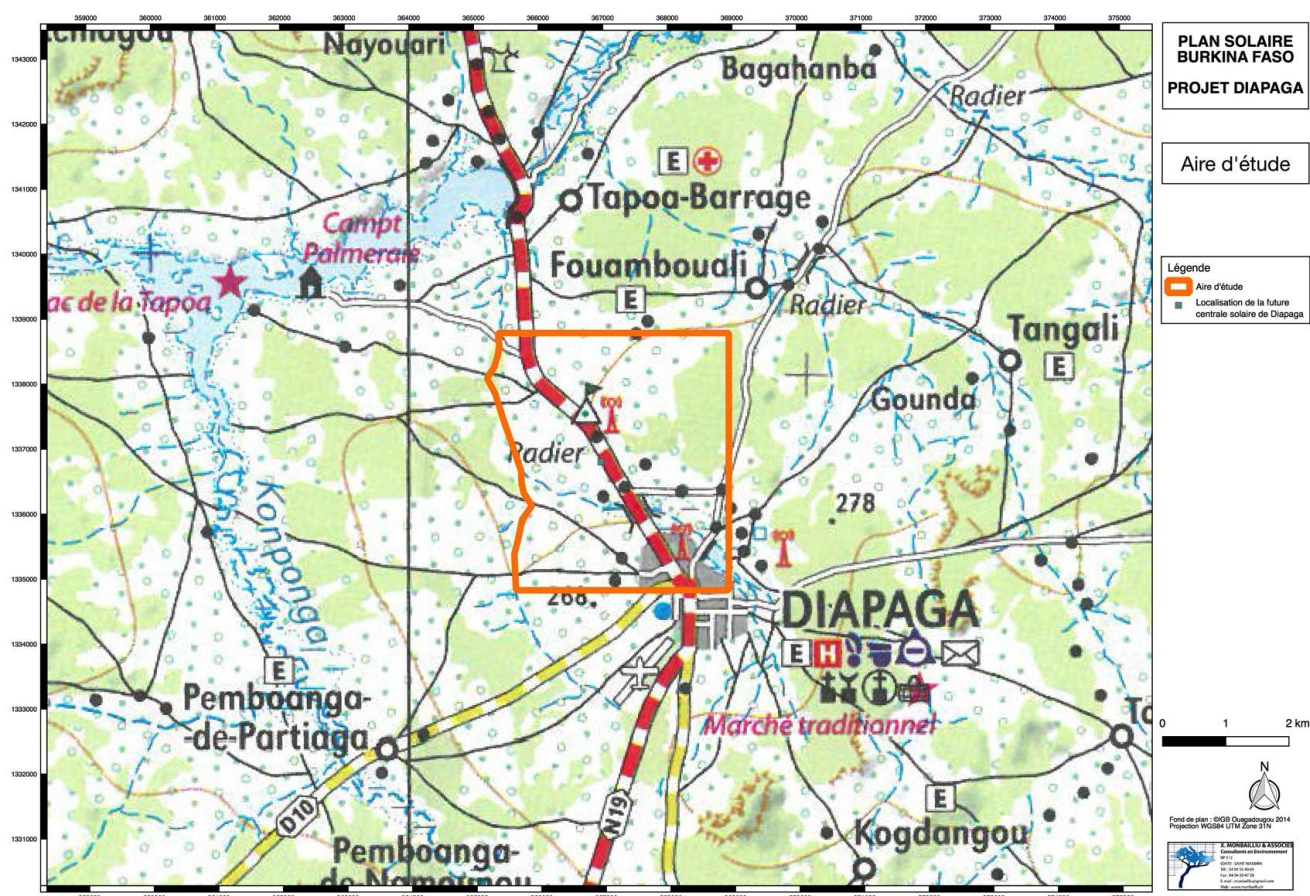 359000 360000 361000 362000 363000 364000 365000 366000 367000 368000 369000 370000 371000 372000 373000 374000 375000
1343000
1342000
1341000
1340000
1339000
1338000
1337000
1336000
1335000
1334000
1333000
1332000
1331000
Nayouari
Bagahanba
Radier
E
Tapoa-Barrage
Campt
Palmeraie
Fouambouali
E
ac de la Tapoa
Radier
Tangali
E
Gounda
Radier
278
Komponga
268
DIAPAGA
E H
E
Pemboanga-
-de-Partiaga
Marché traditionnel
To
E
D10
N19
Kogdangou
Pemboanga-
de-Namounou
PLAN SOLAIRE
BURKINA FASO
PROJET DIAPAGA
Aire d'étude
Légende
Aire d'étude
Localisation de la future
centrale solaire de Diapaga
0 1 2 km
N
Fond de plan : ©IGB Ouagadougou 2014
Projection WGS84 UTM Zone 31N
X. MONBAILLIU & ASSOCIES
Consultants en Environnement